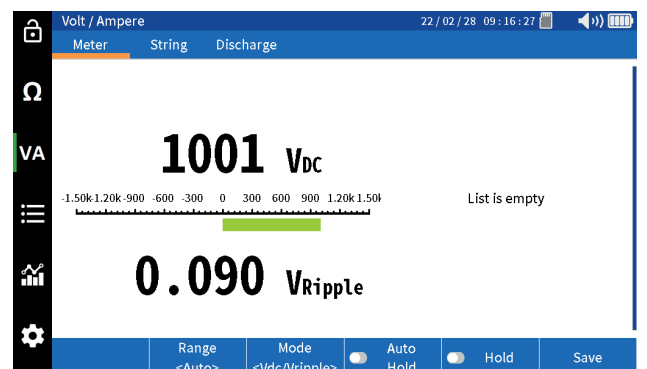 Volt / Ampere 22 / 02 / 28 09 : 16 : 27
Meter String Discharge
Ω
VA
1001 VDC
-1.50k -1.20k -900 -600 -300 0 300 600 900 1.20k 1.50k
List is empty
0.090 VRipple
Range
<Auto>
Mode
<Vdc/Vripple>
Auto
Hold
Hold
Save